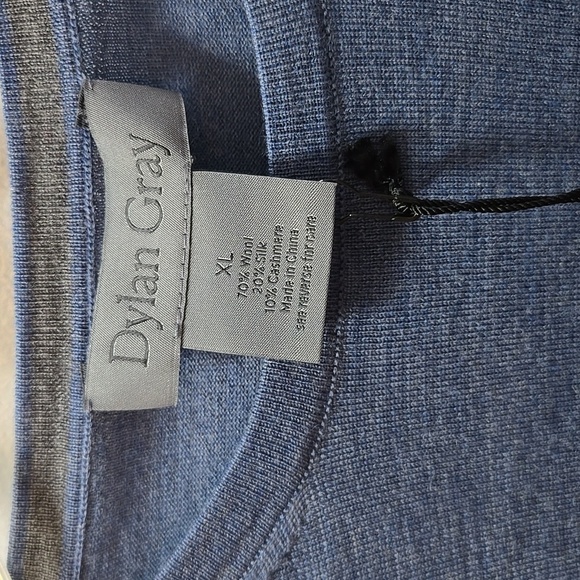 Dylan Gray
XL
70% Wool
20% Silk
10% Cashmere
Made in China
see reverse for care